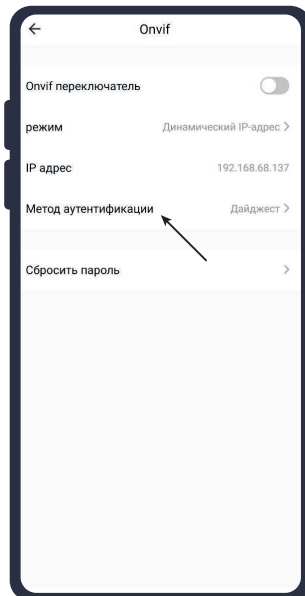 Onvif
Onvif переключатель
режим Динамический IP-адрес >
IP адрес 192.168.68.137
Метод аутентификации Дайджест >
Сбросить пароль >